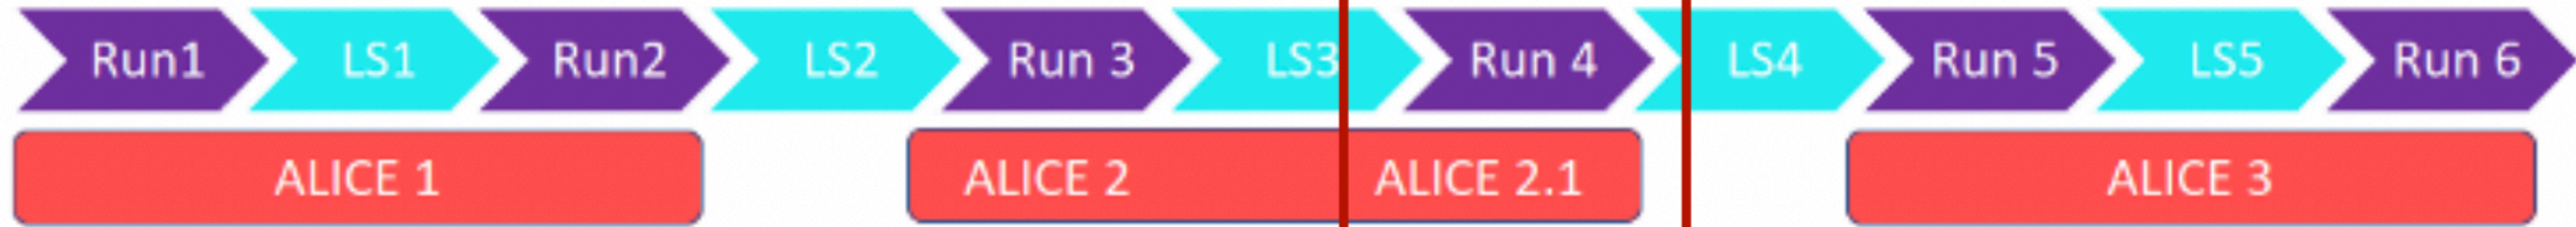 Run1 LS1 Run2 LS2 Run 3 LS3 Run 4 LS4 Run 5 LS5 Run 6
ALICE 1 ALICE 2 ALICE 2.1 ALICE 3